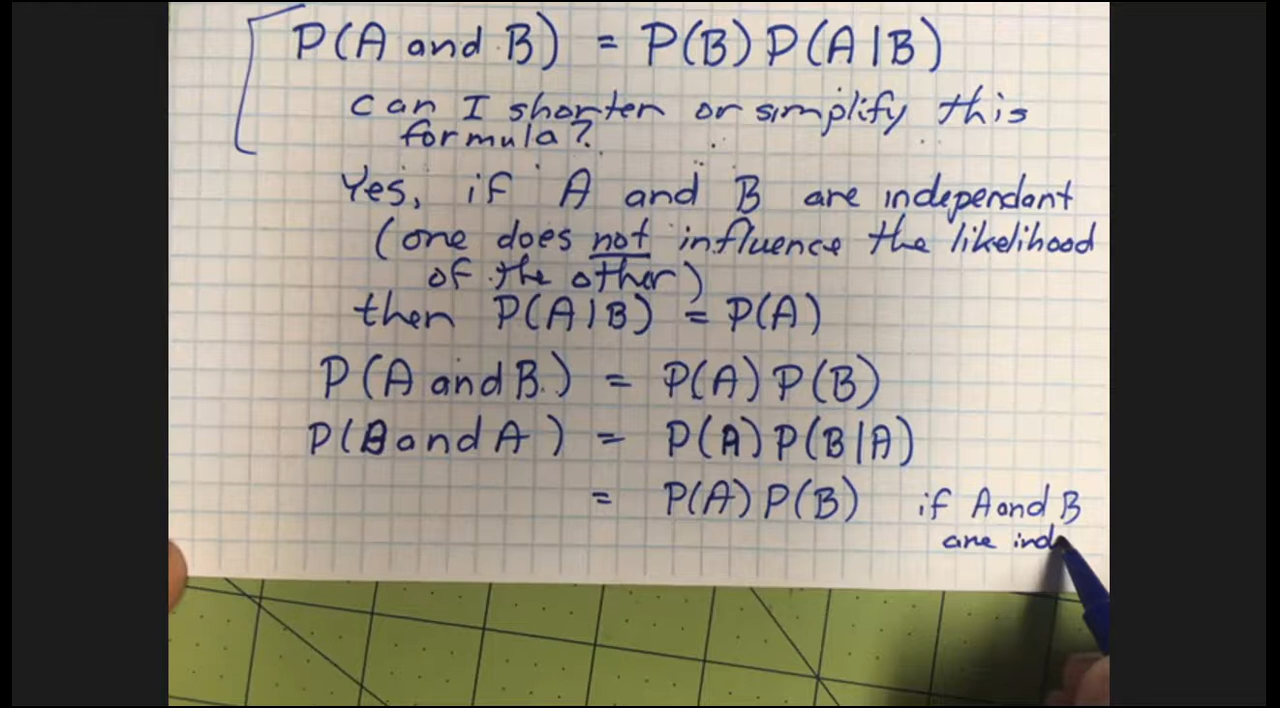 P(A and B) = P(B) P(A|B)
can I shorten or simplify this
formula?
Yes, if A and B are independant
(one does not influence the likelihood
of the other)
then P(A|B) = P(A)
P(A and B) = P(A) P(B)
P(B and A) = P(A) P(B|A)
= P(A) P(B) if A and B
are ind